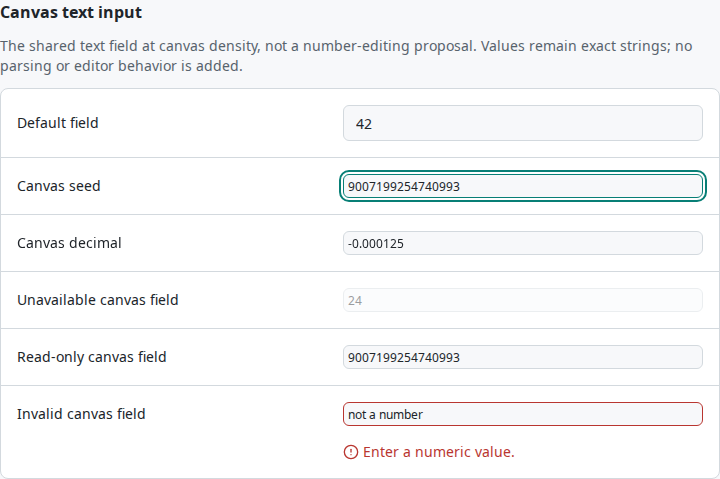 Canvas text input
The shared text field at canvas density, not a number-editing proposal. Values remain exact strings; no
parsing or editor behavior is added.
Default field
42
Canvas seed
9007199254740993
Canvas decimal
-0.000125
Unavailable canvas field
24
Read-only canvas field
9007199254740993
Invalid canvas field
not a number
Enter a numeric value.